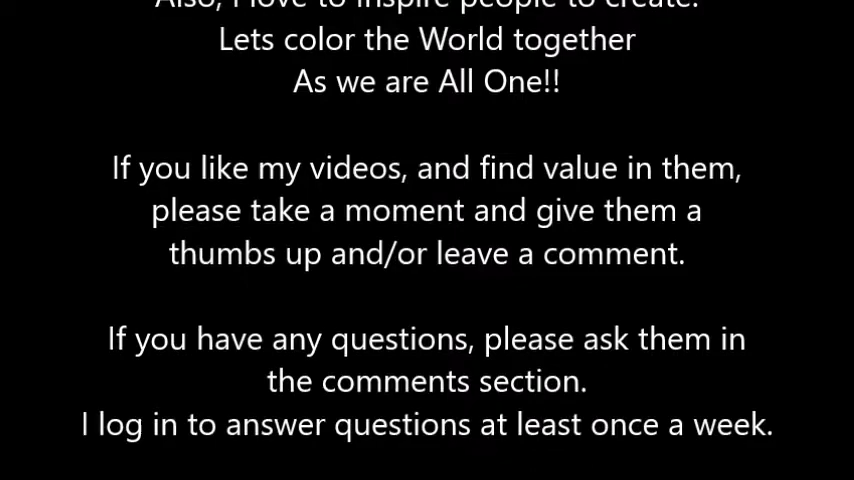 Also, I love to inspire people to create.
Lets color the World together
As we are All One!!
If you like my videos, and find value in them,
please take a moment and give them a
thumbs up and/or leave a comment.
If you have any questions, please ask them in
the comments section.
I log in to answer questions at least once a week.